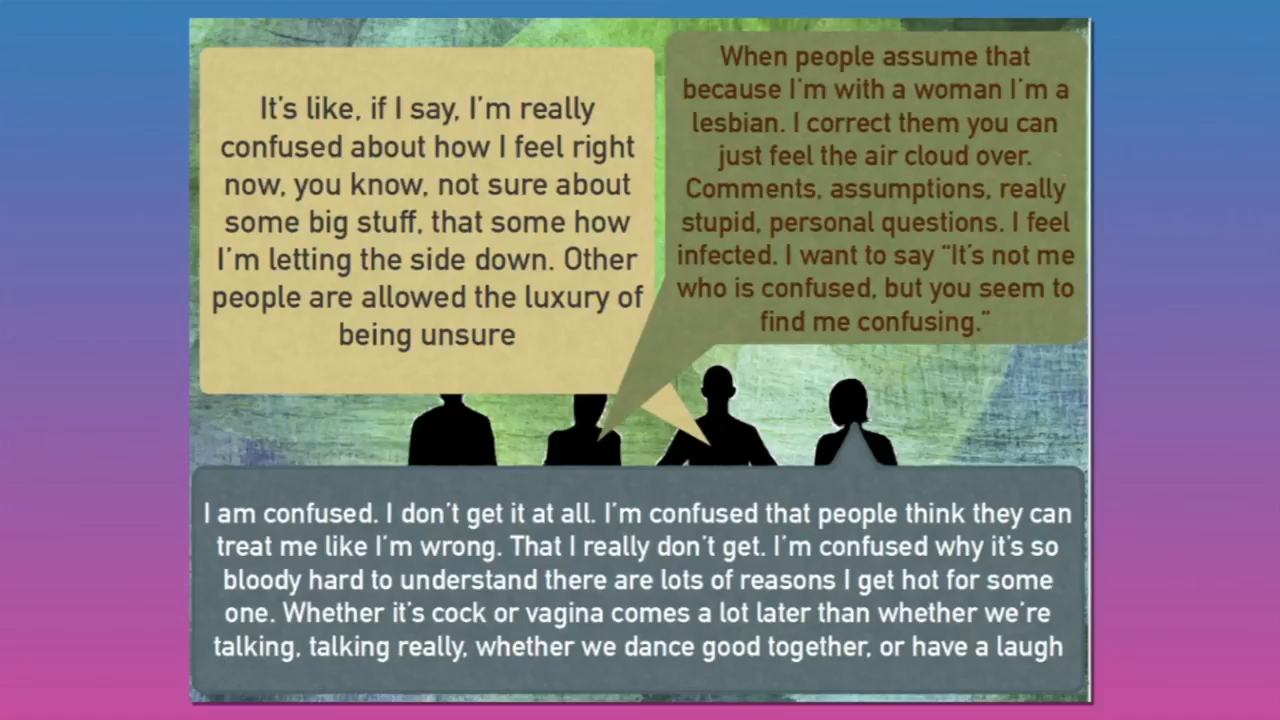 It's like, if I say, I'm really
confused about how I feel right
now, you know, not sure about
some big stuff, that some how
I'm letting the side down. Other
people are allowed the luxury of
being unsure
When people assume that
because I'm with a woman I'm a
lesbian. I correct them you can
just feel the air cloud over.
Comments, assumptions, really
stupid, personal questions. I feel
infected. I want to say "It's not me
who is confused, but you seem to
find me confusing."
I am confused. I don't get it at all. I'm confused that people think they can
treat me like I'm wrong. That I really don't get. I'm confused why it's so
bloody hard to understand there are lots of reasons I get hot for some
one. Whether it's cock or vagina comes a lot later than whether we're
talking, talking really, whether we dance good together, or have a laugh